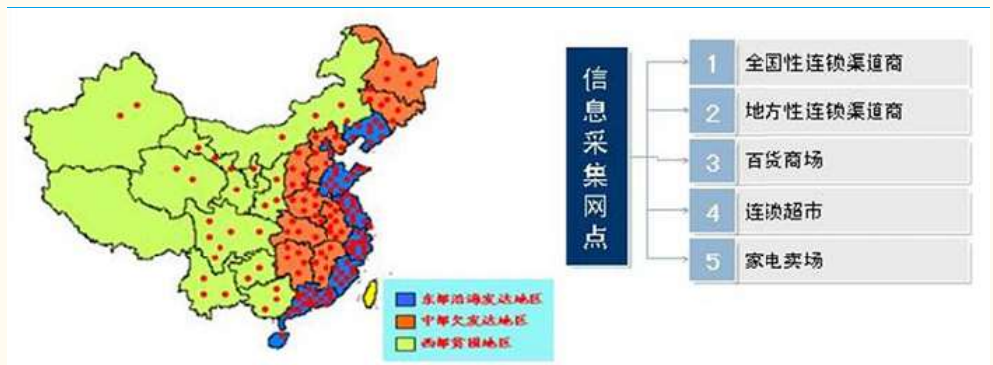 东部沿海发达地区
中部欠发达地区
西部贫困地区
信息采集网点
1 全国性连锁渠道商
2 地方性连锁渠道商
3 百货商场
4 连锁超市
5 家电卖场